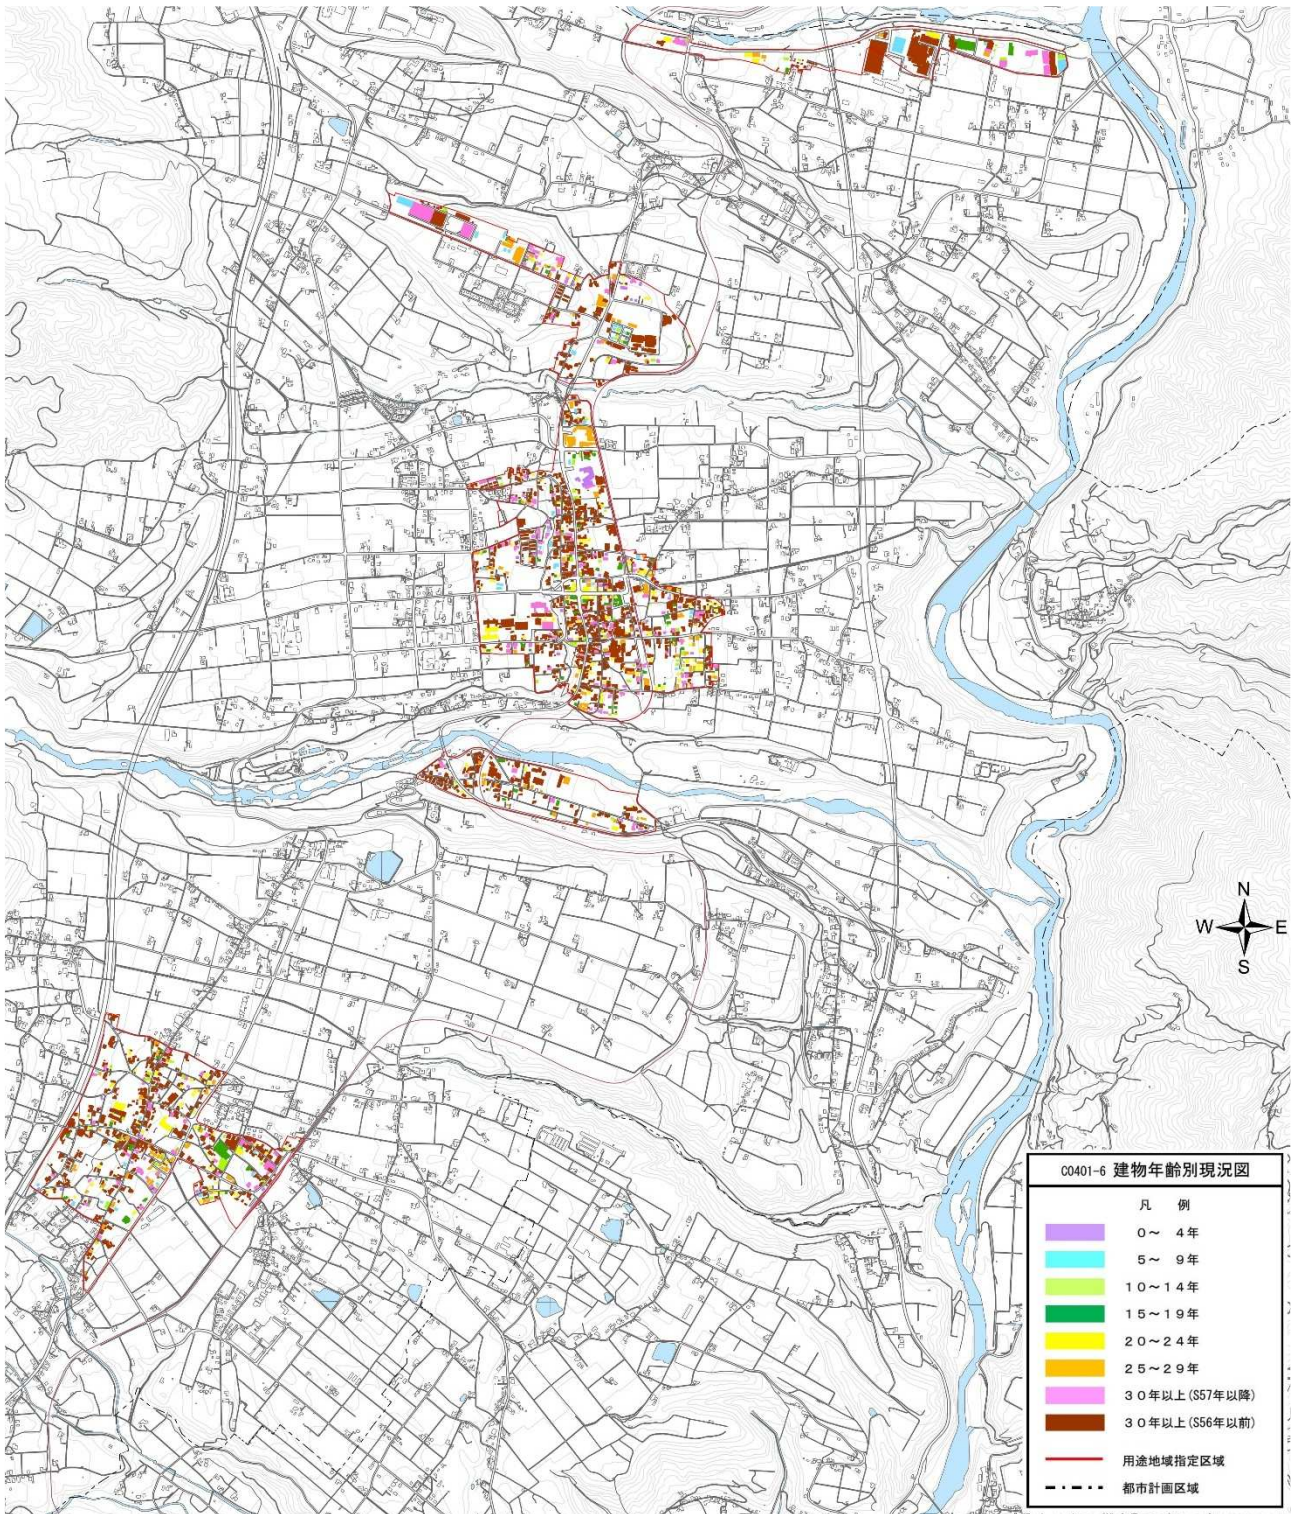 N
W E
S
C0401-6 建物年齢別現況図
凡 例
0～ 4年
5～ 9年
10～14年
15～19年
20～24年
25～29年
30年以上(S57年以降)
30年以上(S56年以前)
用途地域指定区域
都市計画区域